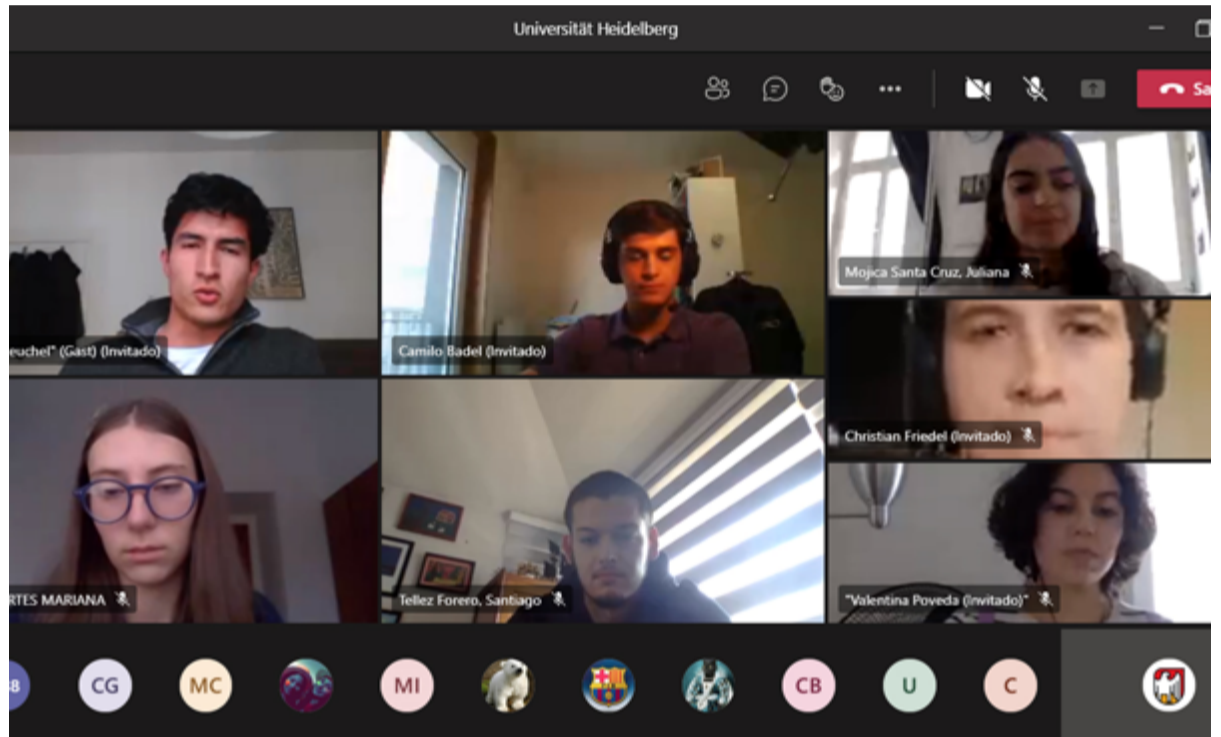 Universität Heidelberg
Sa
euchel" (Gast) (Invitado)
Camilo Badel (Invitado)
Mojica Santa Cruz, Juliana
Christian Friedel (Invitado)
RTES MARIANA
Tellez Forero, Santiago
"Valentina Poveda (Invitado)"
CG
MC
MI
CB
U
C